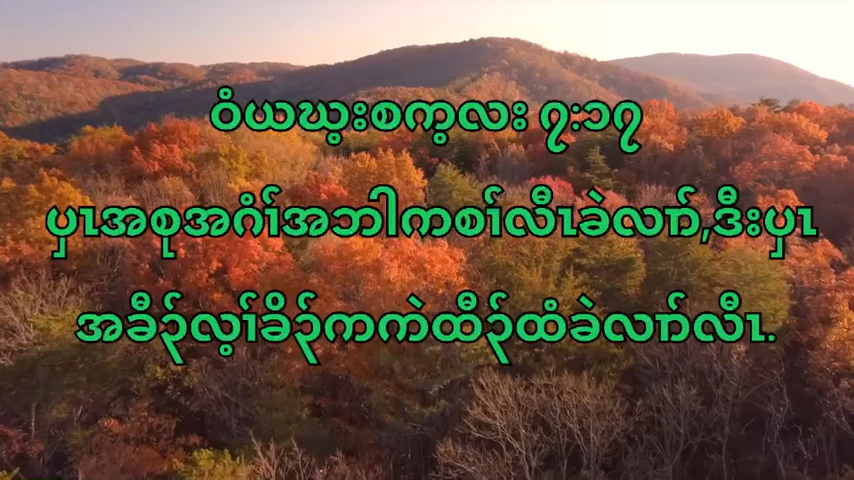 ဝံယဃ့းစက့လး ၇:၁၇
ပှၤအစုအဂံၢ်အဘါကစၢ်လီၤခဲလၢာ်,ဒီးပှၤ
အခီၣ်လ့ၢ်ခိၣ်ကကဲထီၣ်ထံခဲလၢာ်လီၤ.